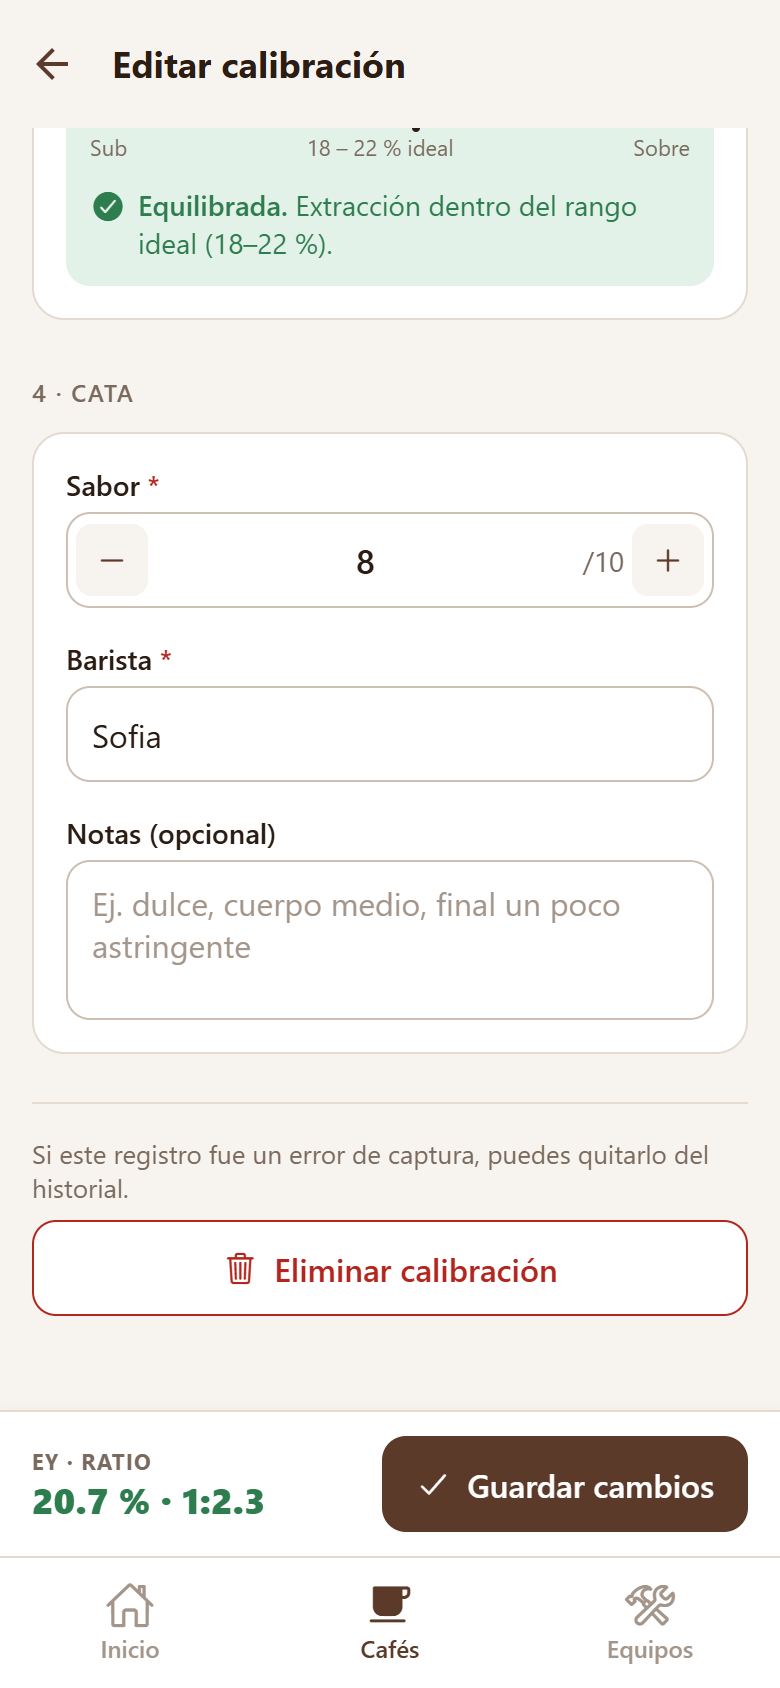 Editar calibración
Sub
18 – 22 % ideal
Sobre
Equilibrada. Extracción dentro del rango
ideal (18–22 %).
4 · CATA
Sabor *
8
/10
Barista *
Sofia
Notas (opcional)
Ej. dulce, cuerpo medio, final un poco
astringente
Si este registro fue un error de captura, puedes quitarlo del
historial.
Eliminar calibración
EY · RATIO
20.7 % · 1:2.3
Guardar cambios
Inicio
Cafés
Equipos